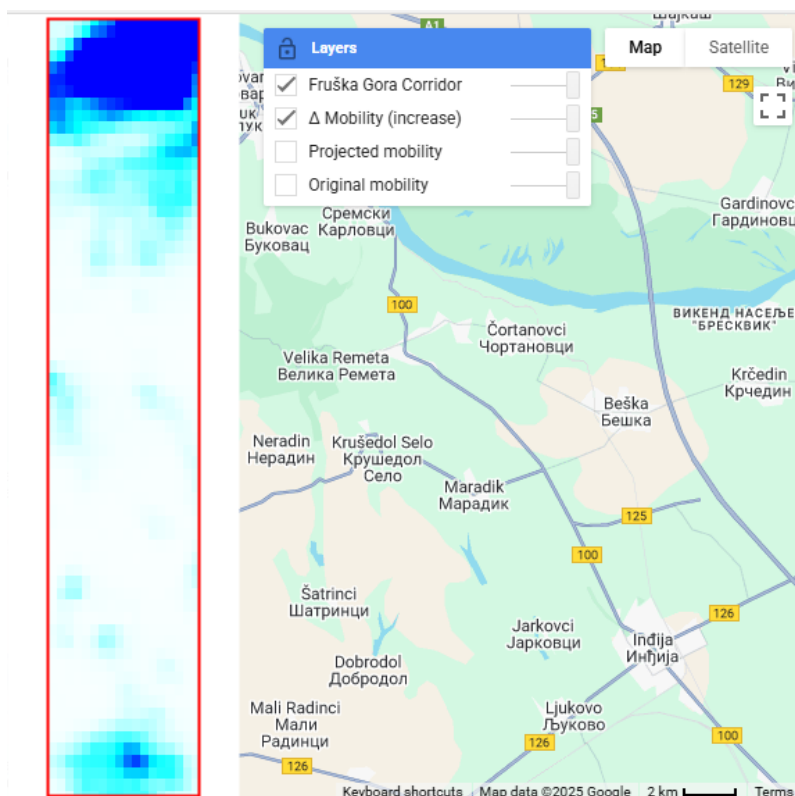 A1
Шајкаш
Layers
Map
Satellite
Fruška Gora Corridor
129
Δ Mobility (increase)
Projected mobility
Original mobility
Gardinovc
Гардиновц
Сремски
Карловци
Bukovac
Буковац
100
ВИКЕНД НАСЕЉЕ
"БРЕСКВИК"
Čortanovci
Чортановци
Velika Remeta
Велика Ремета
Krčedin
Крчедин
Beška
Бешка
Neradin
Нерадин
Krušedol Selo
Крушедол
Село
Maradik
Марадик
125
100
Šatrinci
Шатринци
126
Jarkovci
Јарковци
Inđija
Инђија
Dobrodol
Добродол
Mali Radinci
Мали
Радинци
Ljukovo
Љуково
100
126
126
Keyboard shortcuts
Map data ©2025 Google
2 km
Terms